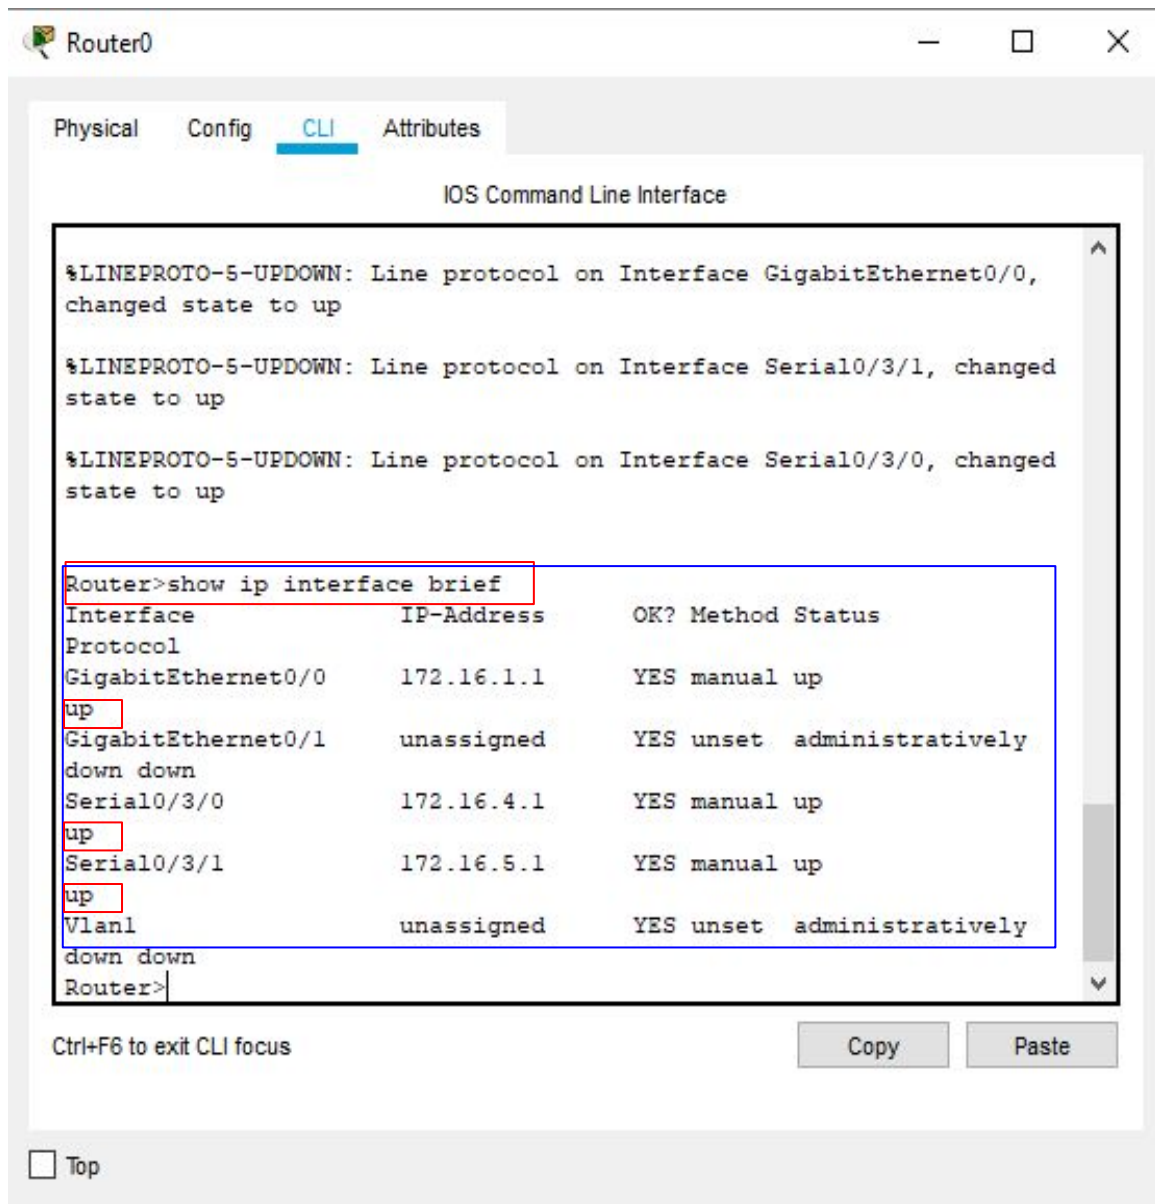 Router0
Physical Config CLI Attributes
IOS Command Line Interface
%LINEPROTO-5-UPDOWN: Line protocol on Interface GigabitEthernet0/0,
changed state to up
%LINEPROTO-5-UPDOWN: Line protocol on Interface Serial0/3/1, changed
state to up
%LINEPROTO-5-UPDOWN: Line protocol on Interface Serial0/3/0, changed
state to up
Router>show ip interface brief
Interface IP-Address OK? Method Status
Protocol
GigabitEthernet0/0 172.16.1.1 YES manual up
up
GigabitEthernet0/1 unassigned YES unset administratively
down down
Serial0/3/0 172.16.4.1 YES manual up
up
Serial0/3/1 172.16.5.1 YES manual up
up
Vlan1 unassigned YES unset administratively
down down
Router>
Ctrl+F6 to exit CLI focus Copy Paste
Top